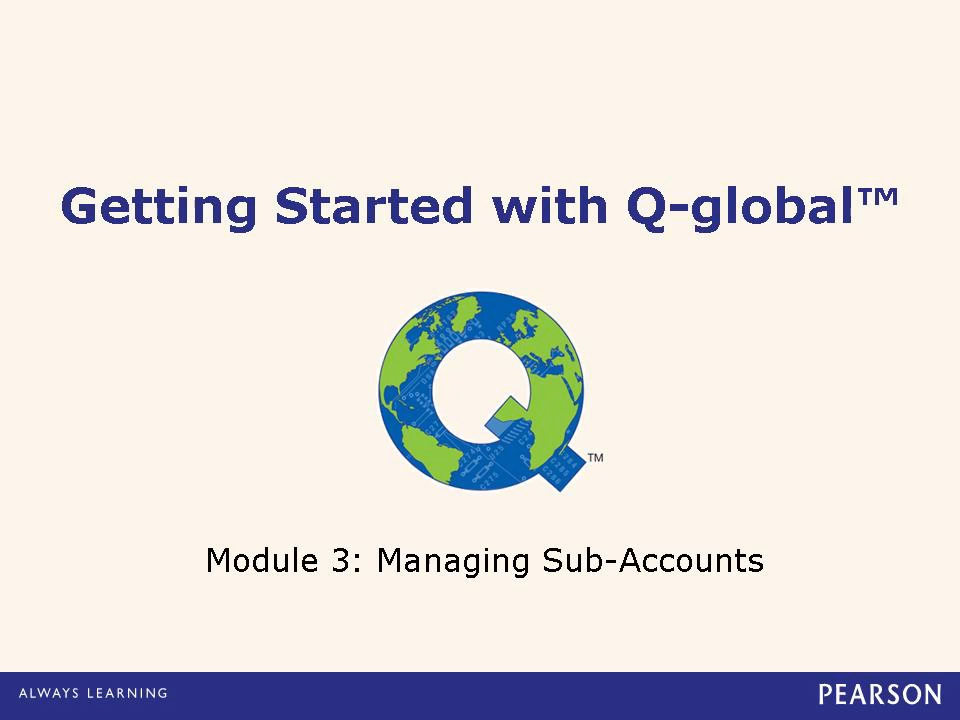 Getting Started with Q-global™
™
Module 3: Managing Sub-Accounts
ALWAYS LEARNING
PEARSON